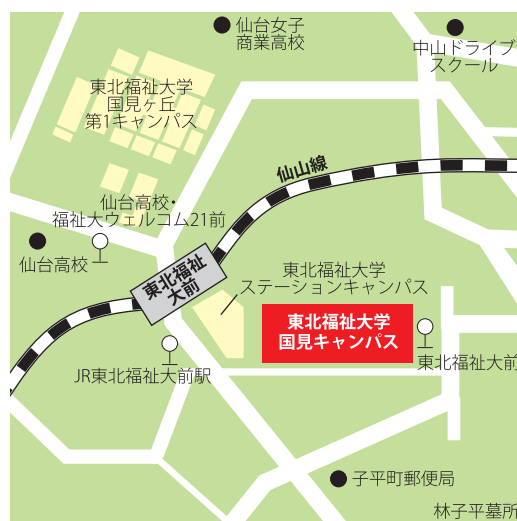 仙台女子
商業高校
中山ドライブ
スクール
東北福祉大学
国見ヶ丘
第1キャンパス
仙山線
仙台高校・
福祉大ウェルコム21前
仙台高校
東北福祉
大前
東北福祉大学
ステーションキャンパス
東北福祉大学
国見キャンパス
東北福祉大前
JR東北福祉大前駅
子平町郵便局
林子平墓所